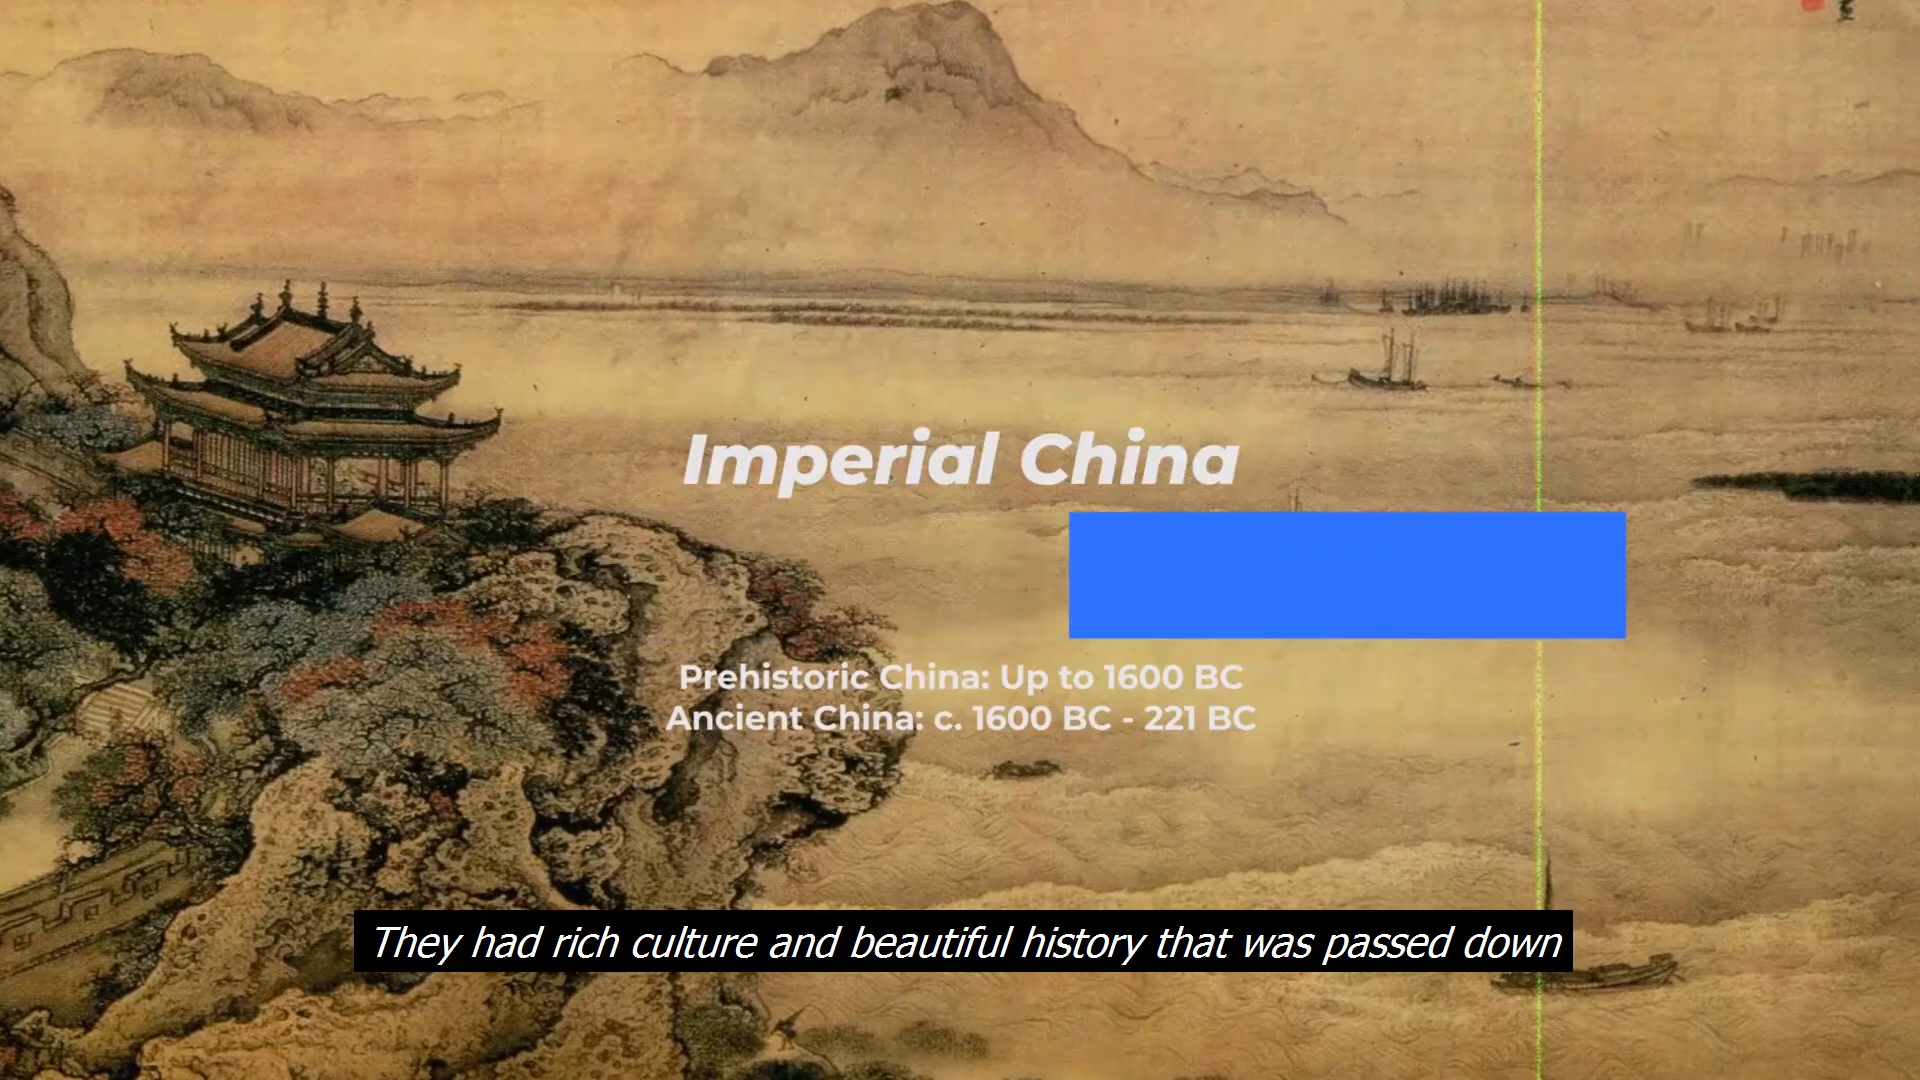 Imperial China
Prehistoric China: Up to 1600 BC
Ancient China: c. 1600 BC - 221 BC
They had rich culture and beautiful history that was passed down